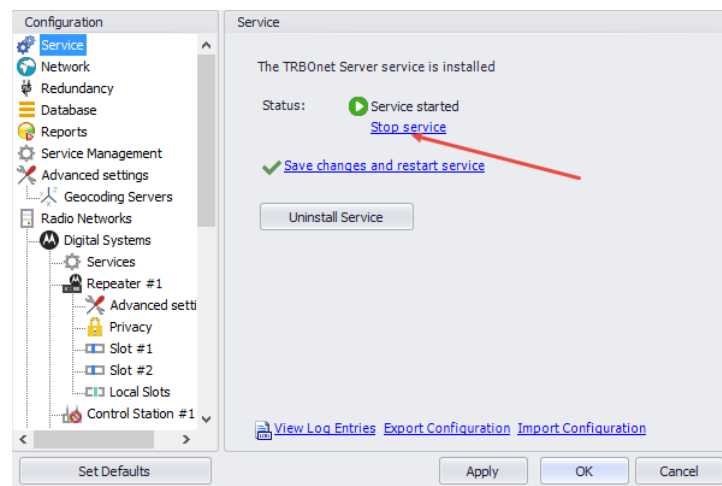 Configuration
Service
Network
Redundancy
Database
Reports
Service Management
Advanced settings
Geocoding Servers
Radio Networks
Digital Systems
Services
Repeater #1
Advanced setti
Privacy
Slot #1
Slot #2
Local Slots
Control Station #1
Set Defaults
Service
The TRBOnet Server service is installed
Status: Service started
Stop service
Save changes and restart service
Uninstall Service
View Log Entries Export Configuration Import Configuration
Apply OK Cancel